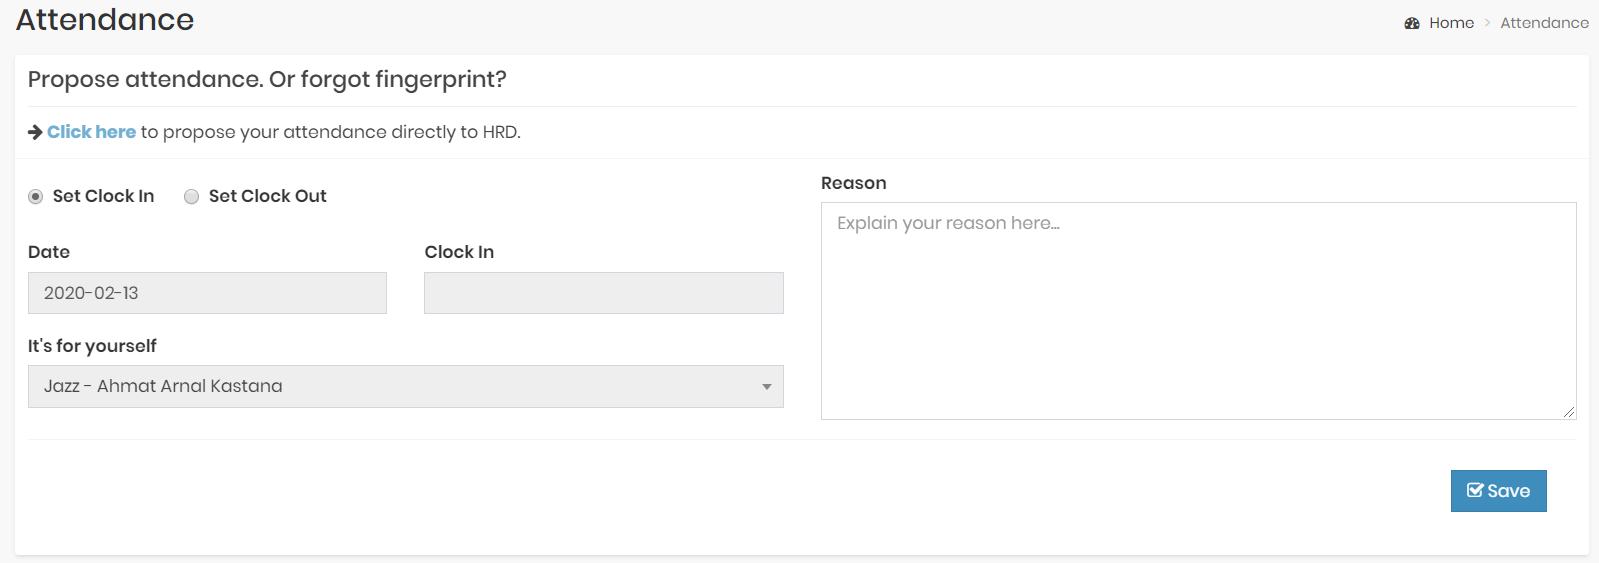 Attendance
Home > Attendance
Propose attendance. Or forgot fingerprint?
Click here to propose your attendance directly to HRD.
Set Clock In
Set Clock Out
Date
Clock In
2020-02-13
It's for yourself
Jazz - Ahmat Arnal Kastana
Reason
Explain your reason here...
Save